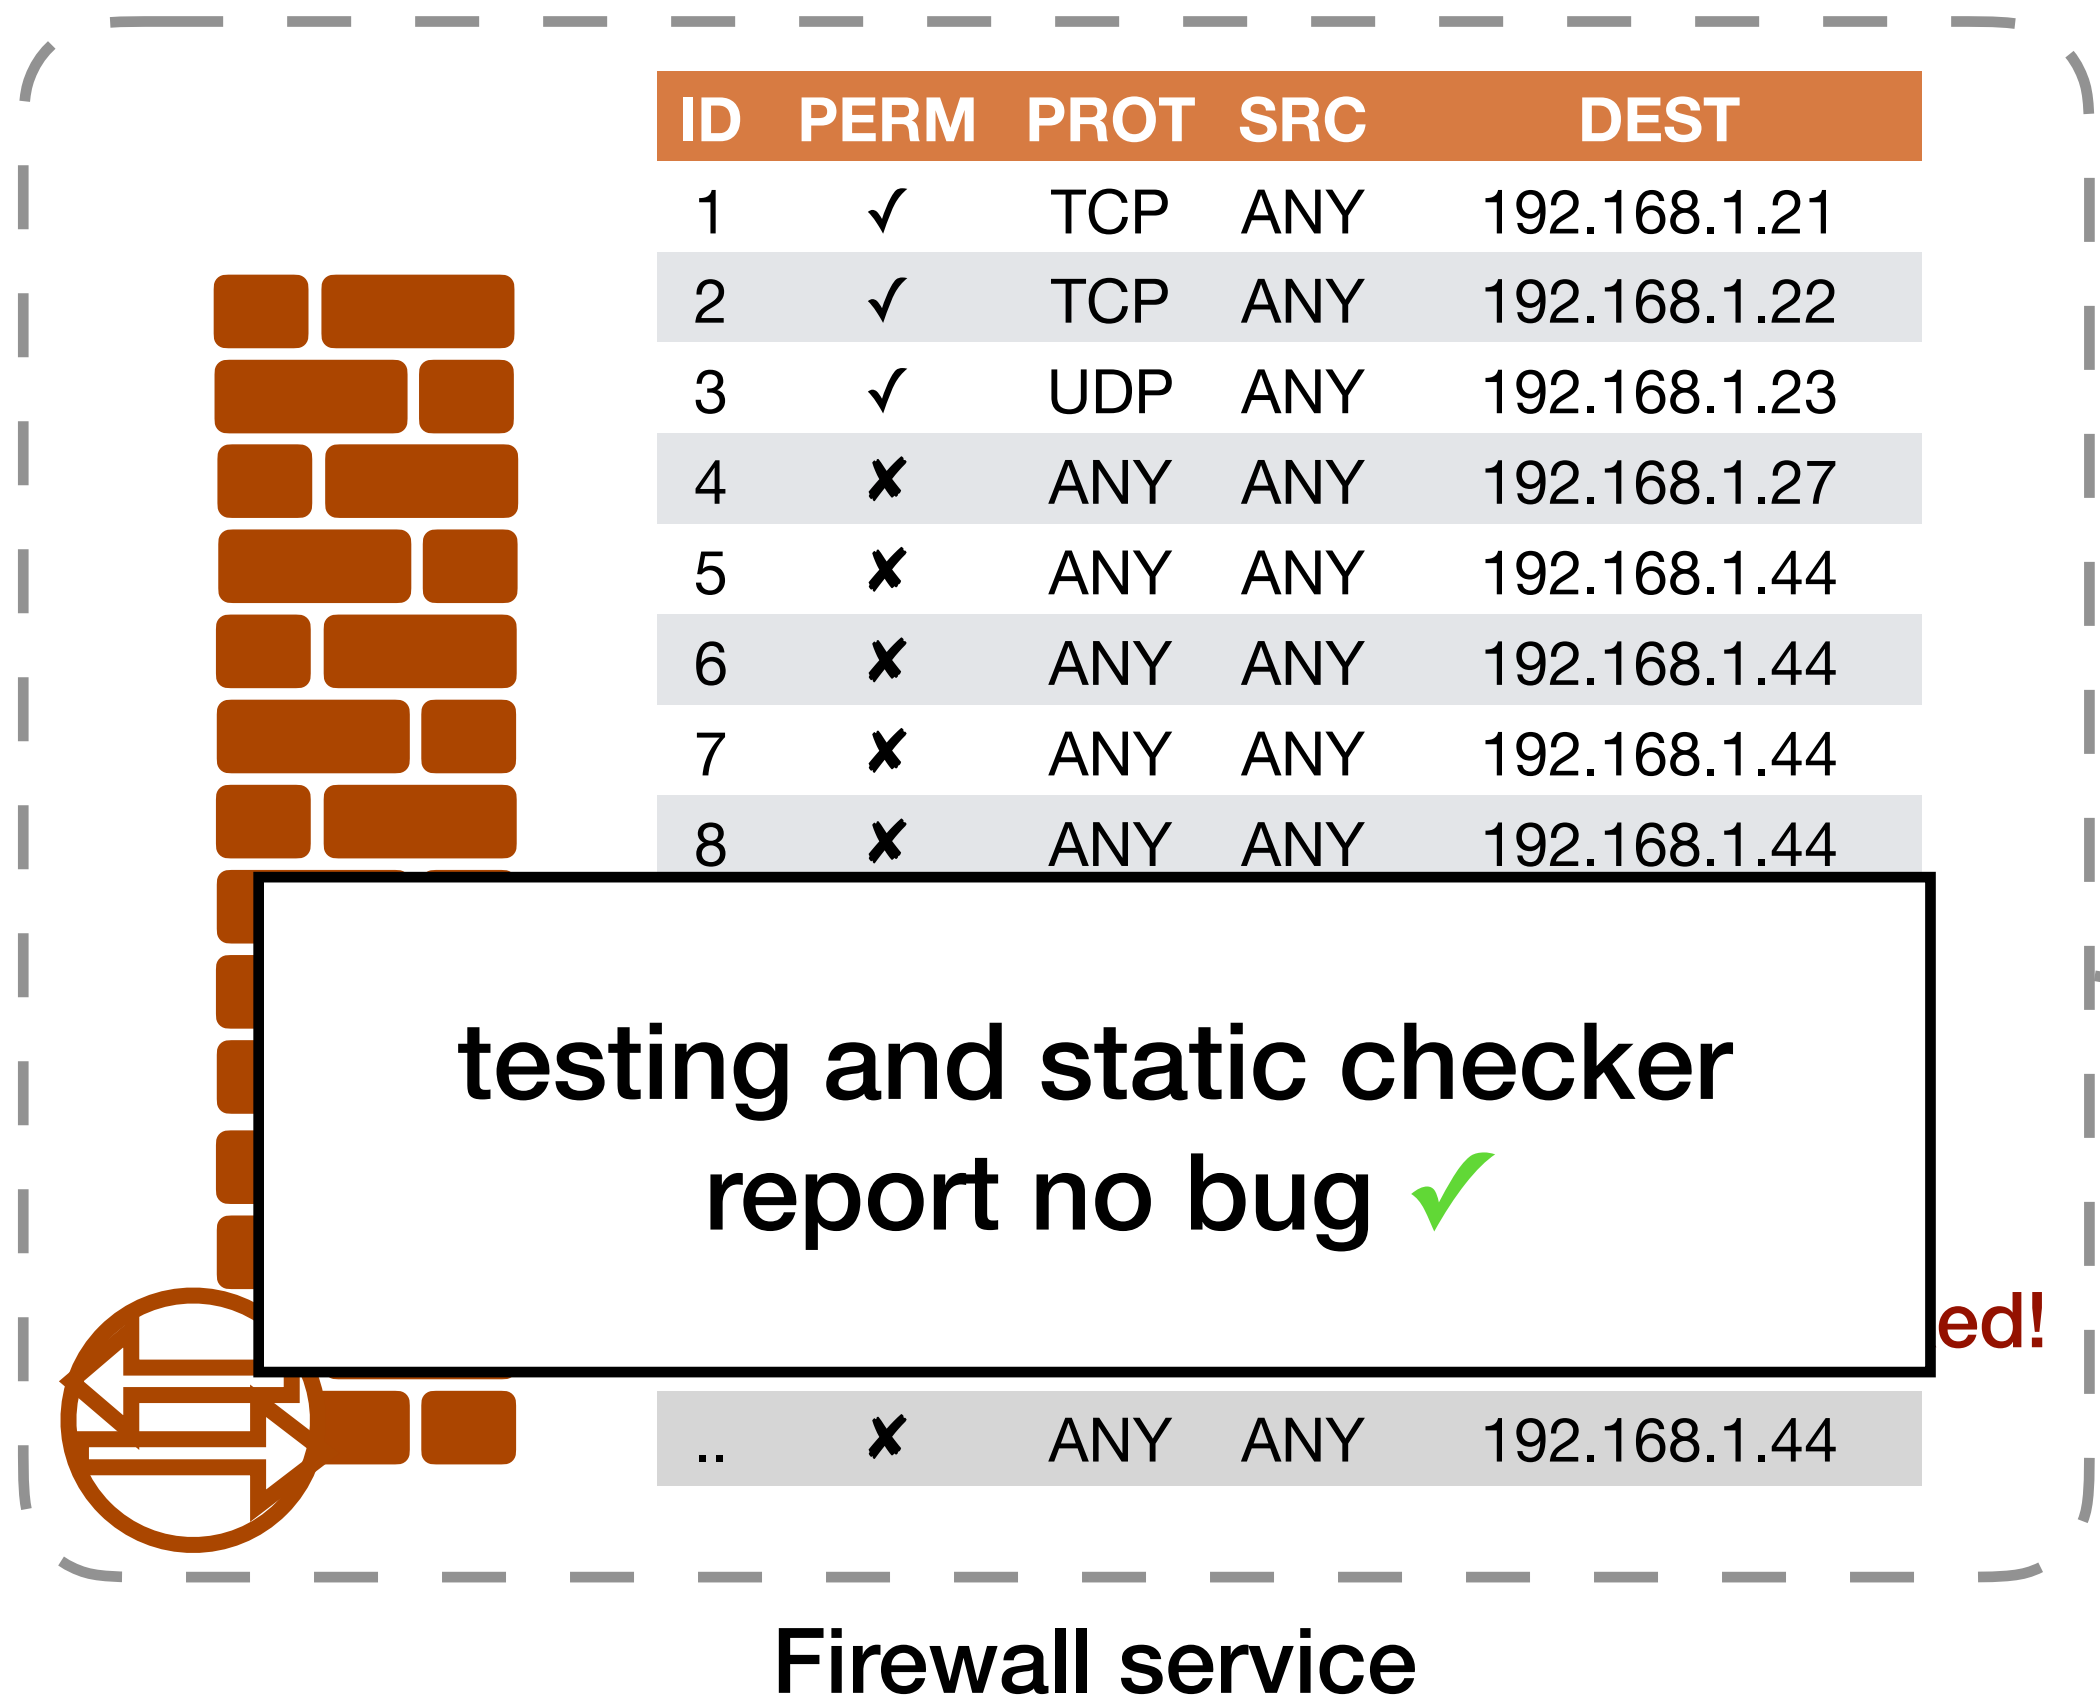 ID PERM PROT SRC DEST
1 ✓ TCP ANY 192.168.1.21
2 ✓ TCP ANY 192.168.1.22
3 ✓ UDP ANY 192.168.1.23
4 ✘ ANY ANY 192.168.1.27
5 ✘ ANY ANY 192.168.1.44
6 ✘ ANY ANY 192.168.1.44
7 ✘ ANY ANY 192.168.1.44
8 ✘ ANY ANY 192.168.1.44
testing and static checker
report no bug ✓
.. ✘ ANY ANY 192.168.1.44
Firewall service